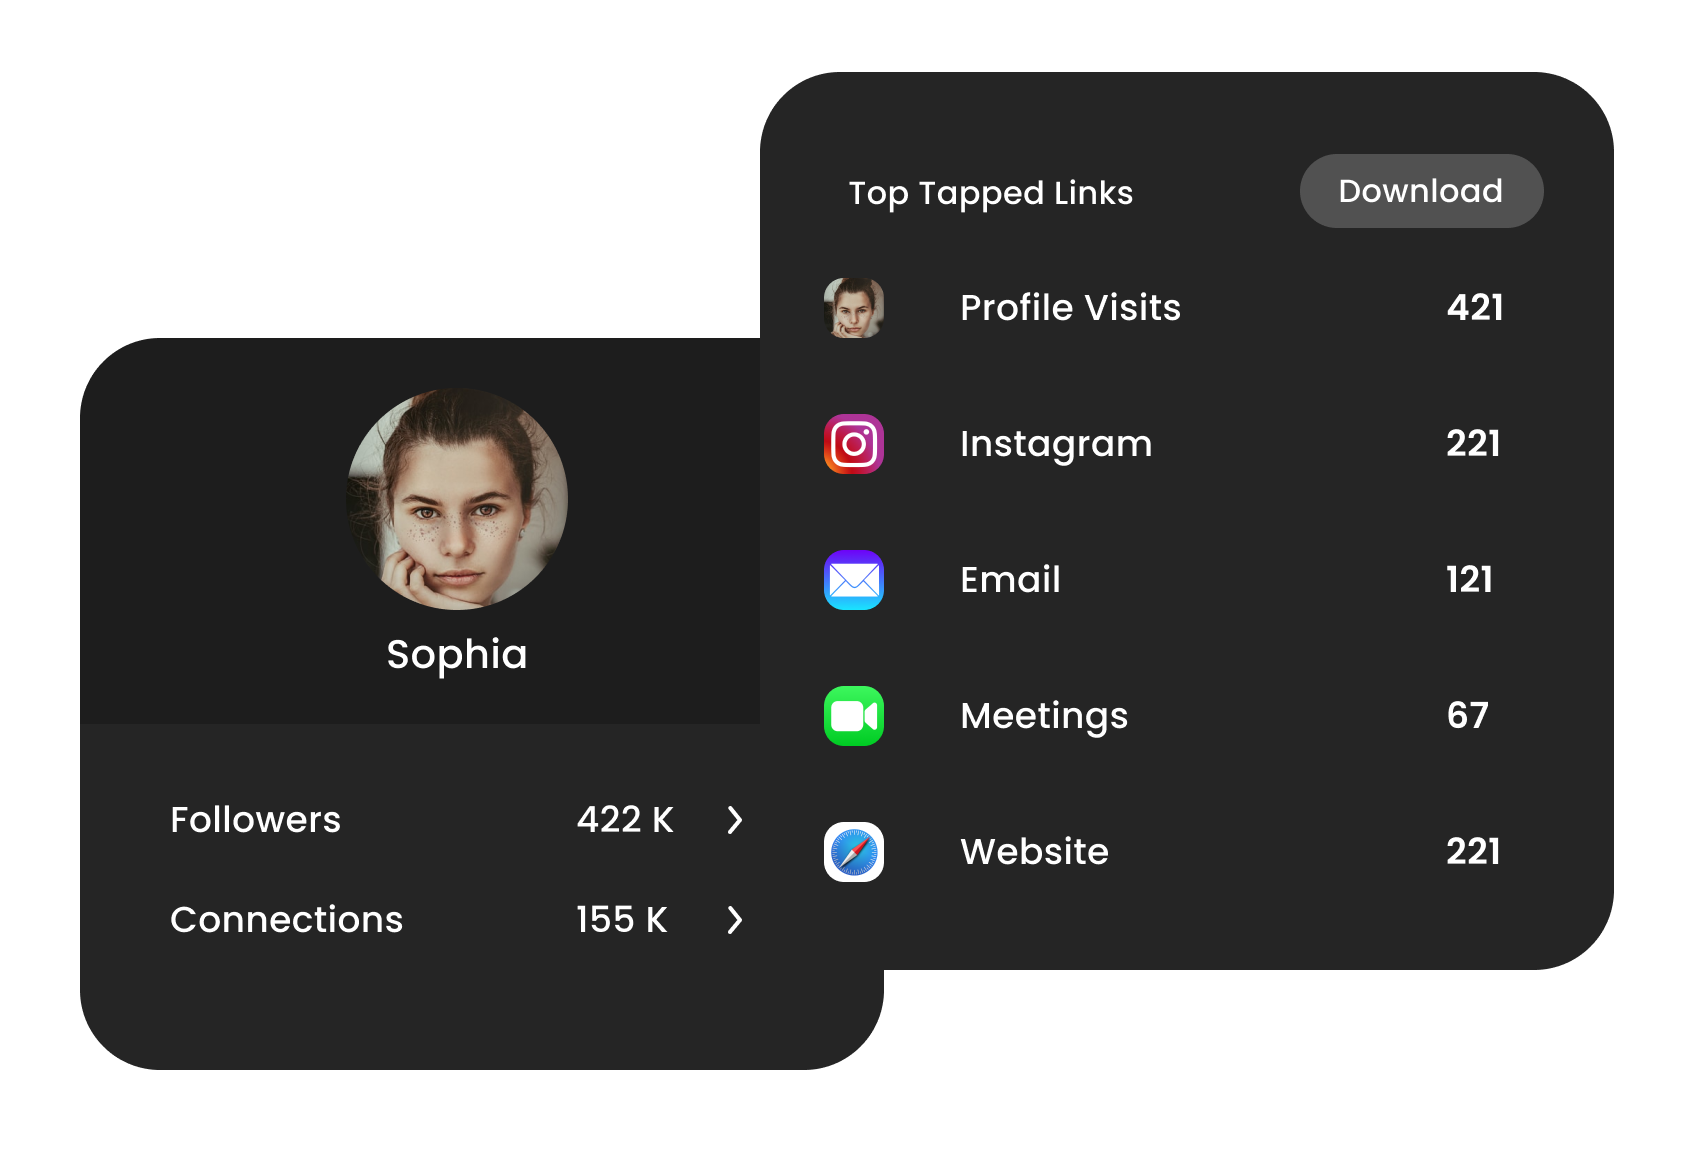 Top Tapped Links
Download
Profile Visits 421
Instagram 221
Email 121
Meetings 67
Website 221
Sophia
Followers 422 K
Connections 155 K